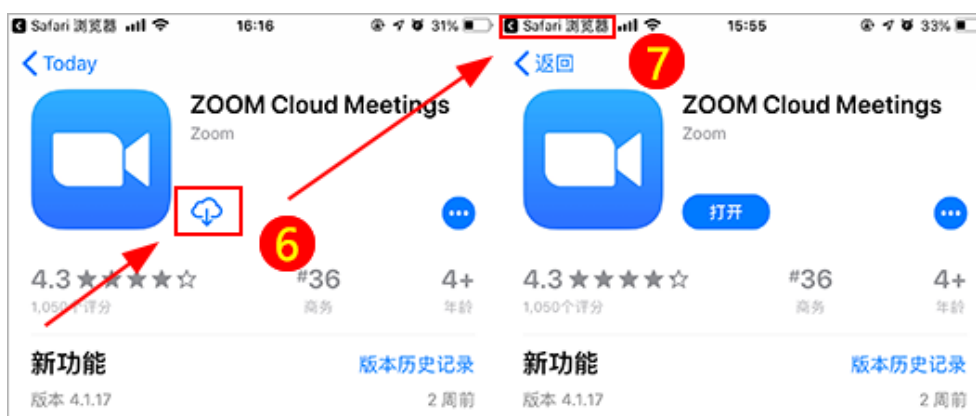 Safari 浏览器 16:16 31%
Today
ZOOM Cloud Meetings
Zoom
6
4.3 #36 4+
1,050个评分 商务 年龄
新功能 版本历史记录
版本 4.1.17 2 周前
Safari 浏览器 15:55 33%
返回
7
ZOOM Cloud Meetings
Zoom
打开
4.3 #36 4+
1,050个评分 商务 年龄
新功能 版本历史记录
版本 4.1.17 2 周前